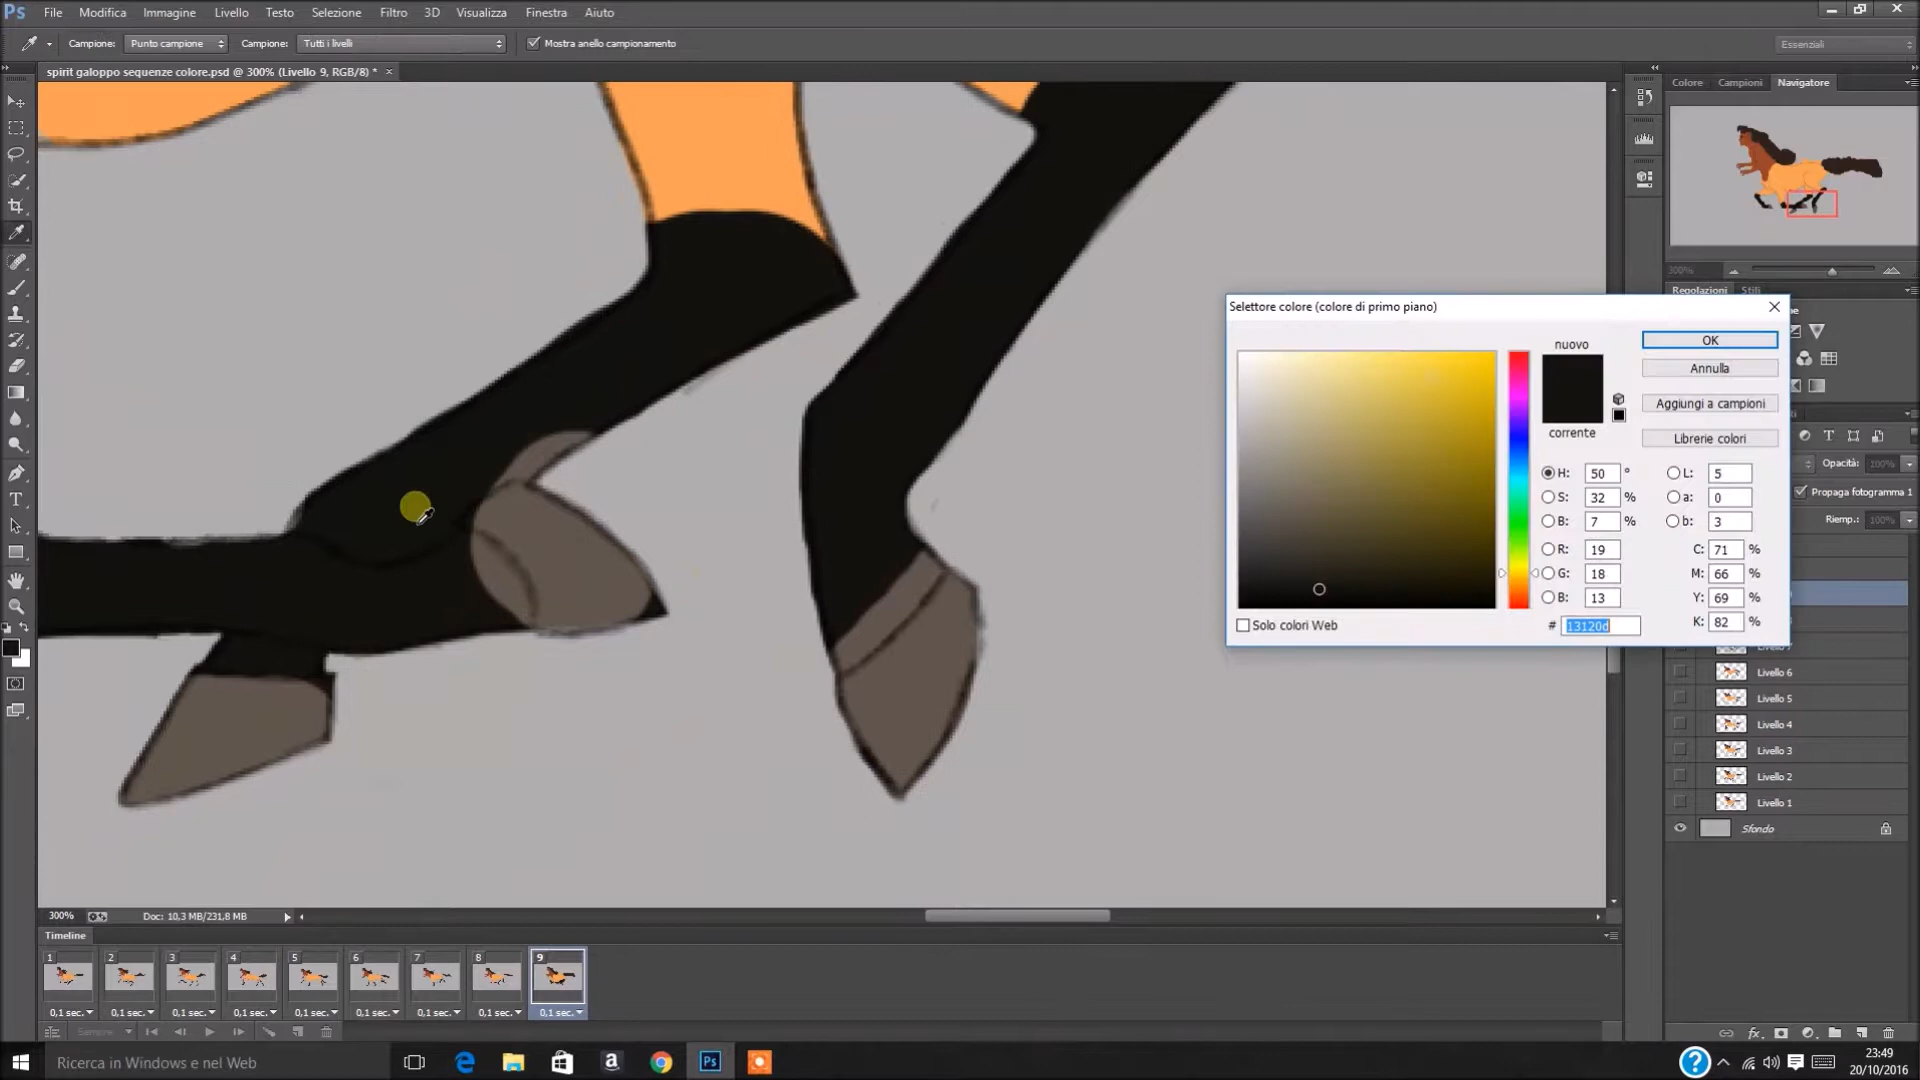 Ps File Modifica Immagine Livello Testo Selezione Filtro 3D Visualizza Finestra Aiuto
Campione: Punto campione Campione: Tutti i livelli Mostra anello campionamento Essenziali
spirit galoppo sequenze colore.psd @ 300% (Livello 9, RGB/8) * ×
Colore Campioni Navigatore
300%
Regolazioni Stili
Selettore colore (colore di primo piano)
nuovo
corrente
OK
Annulla
Aggiungi a campioni
Librerie colori
H: 50 ° L: 5
S: 32 % a: 0
B: 7 % b: 3
R: 19 C: 71 %
G: 18 M: 66 %
B: 13 Y: 69 %
# 13120d K: 82 %
Solo colori Web
Opacità: 100%
Propaga fotogramma 1
Riemp.: 100%
Livello 6
Livello 5
Livello 4
Livello 3
Livello 2
Livello 1
Sfondo
300% Doc: 10,3 MB/231,8 MB
Timeline
1 2 3 4 5 6 7 8 9
0,1 sec. 0,1 sec. 0,1 sec. 0,1 sec. 0,1 sec. 0,1 sec. 0,1 sec. 0,1 sec. 0,1 sec.
Sempre
Ricerca in Windows e nel Web
23:49
20/10/2016